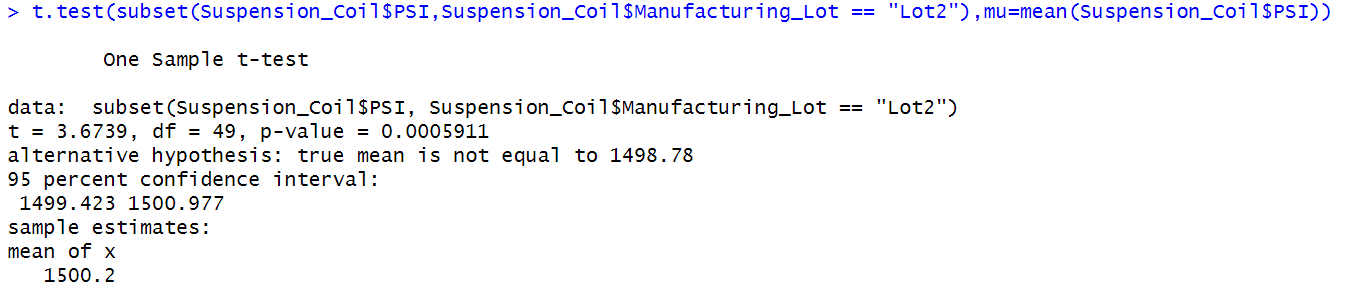 > t.test(subset(Suspension_Coil$PSI,Suspension_Coil$Manufacturing_Lot == "Lot2"),mu=mean(Suspension_Coil$PSI))
One Sample t-test
data:  subset(Suspension_Coil$PSI, Suspension_Coil$Manufacturing_Lot == "Lot2")
t = 3.6739, df = 49, p-value = 0.0005911
alternative hypothesis: true mean is not equal to 1498.78
95 percent confidence interval:
1499.423 1500.977
sample estimates:
mean of x
1500.2